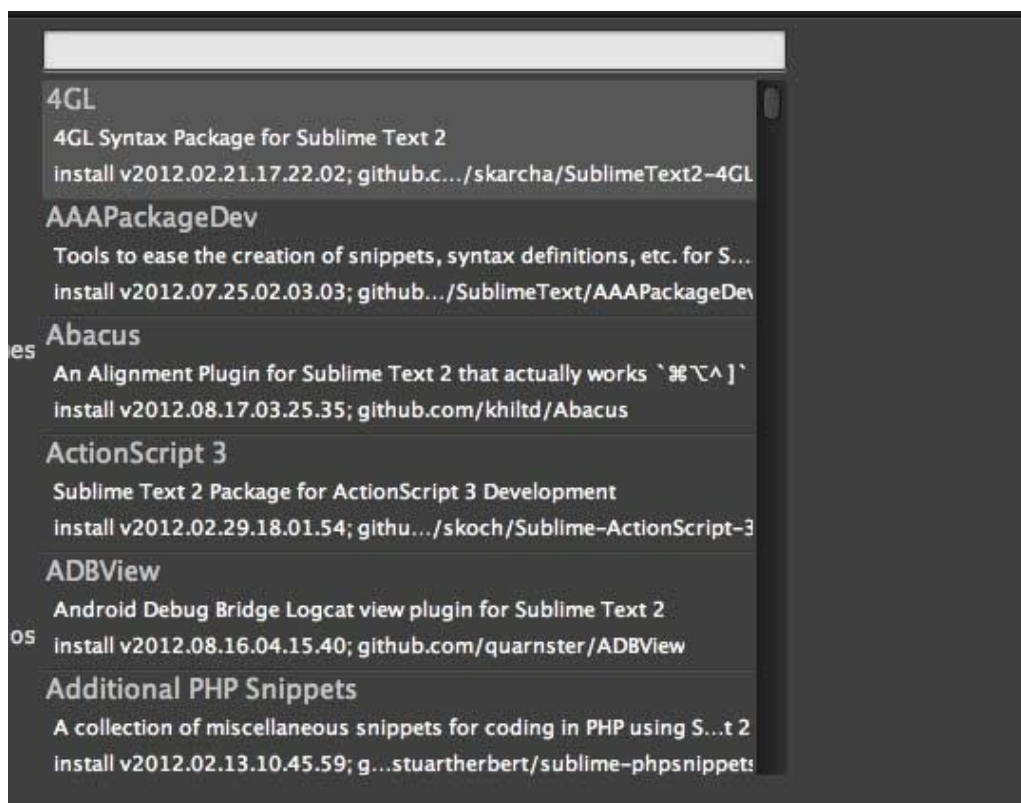 4GL
4GL Syntax Package for Sublime Text 2
install v2012.02.21.17.22.02; github.c.../skarcha/SublimeText2-4GL
AAAPackageDev
Tools to ease the creation of snippets, syntax definitions, etc. for S...
install v2012.07.25.02.03.03; github.../SublimeText/AAAPackageDev
es
Abacus
An Alignment Plugin for Sublime Text 2 that actually works `⌘⌥^]`
install v2012.08.17.03.25.35; github.com/khiltd/Abacus
ActionScript 3
Sublime Text 2 Package for ActionScript 3 Development
install v2012.02.29.18.01.54; githu.../skoch/Sublime-ActionScript-3
ADBView
Android Debug Bridge Logcat view plugin for Sublime Text 2
os
install v2012.08.16.04.15.40; github.com/quarnster/ADBView
Additional PHP Snippets
A collection of miscellaneous snippets for coding in PHP using S...t 2
install v2012.02.13.10.45.59; g...stuartherbert/sublime-phpsnippets